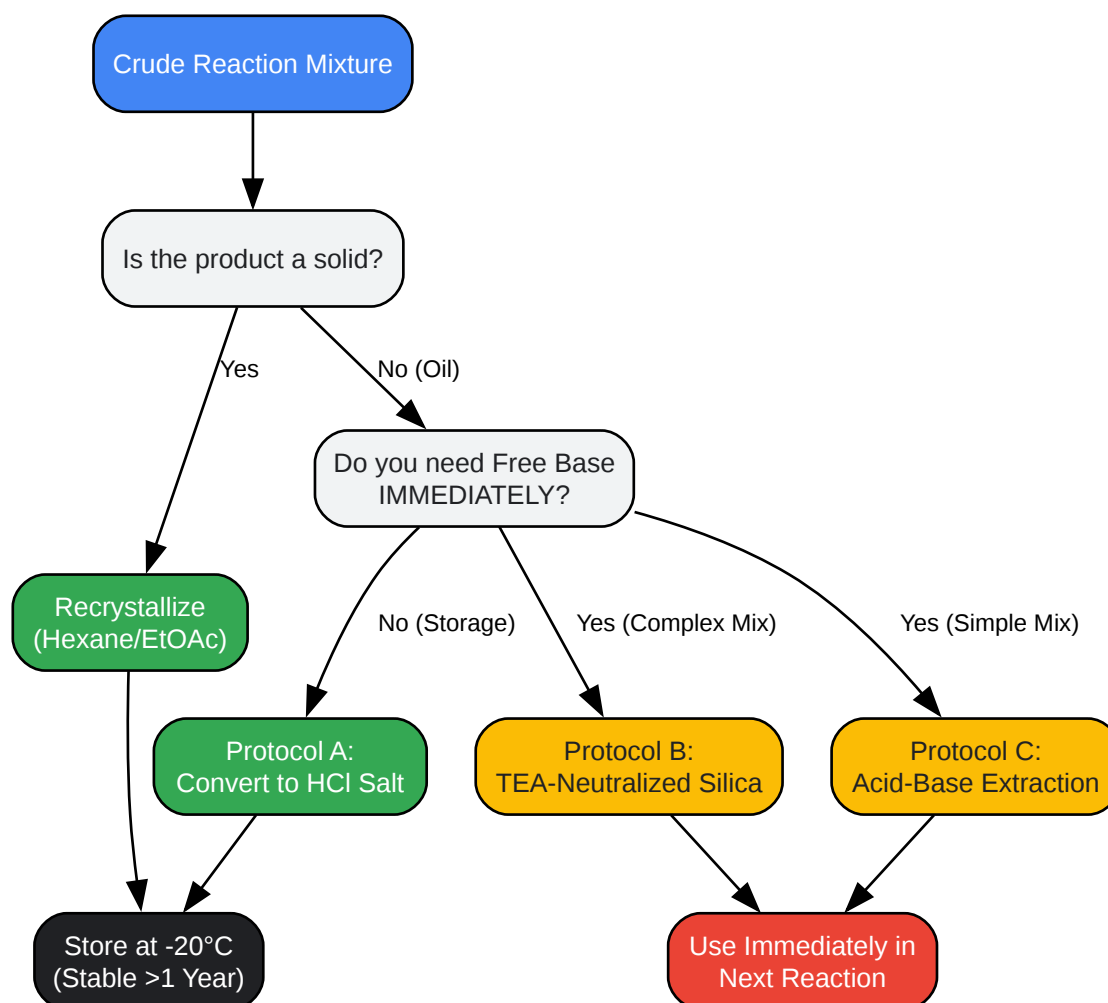 Crude Reaction Mixture
Is the product a solid?
Yes
No (Oil)
Do you need Free Base
IMMEDIATELY?
Recrystallize
(Hexane/EtOAc)
No (Storage)
Yes (Complex Mix)
Yes (Simple Mix)
Protocol A:
Convert to HCl Salt
Protocol B:
TEA-Neutralized Silica
Protocol C:
Acid-Base Extraction
Store at -20°C
(Stable >1 Year)
Use Immediately in
Next Reaction